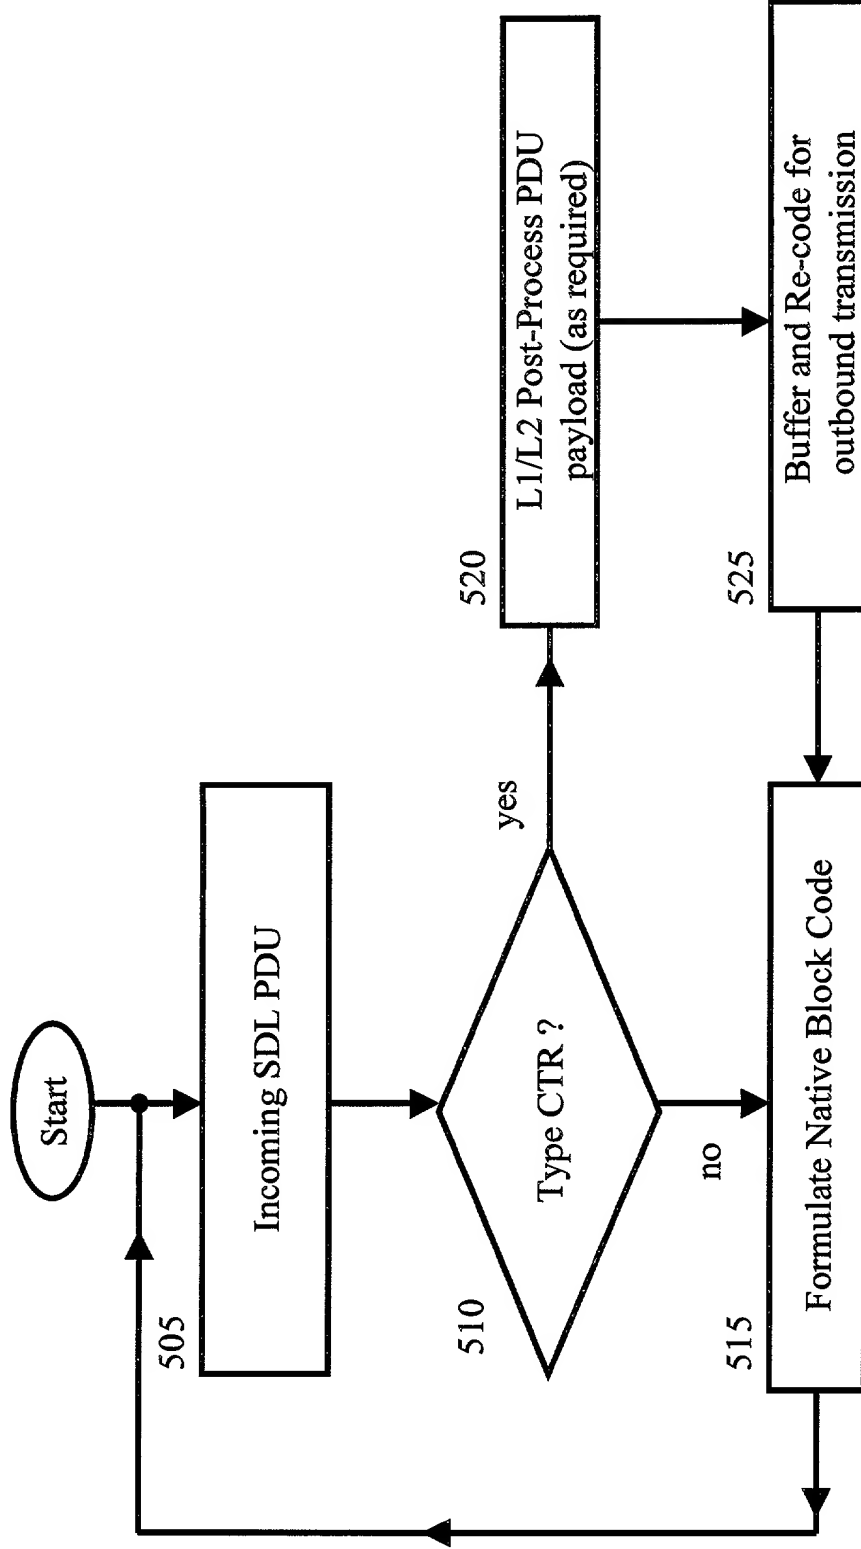 Start
505
Incoming SDL PDU
510
Type CTR ?
yes
520
L1/L2 Post-Process PDU
payload (as required)
no
515
Formulate Native Block Code
525
Buffer and Re-code for
outbound transmission